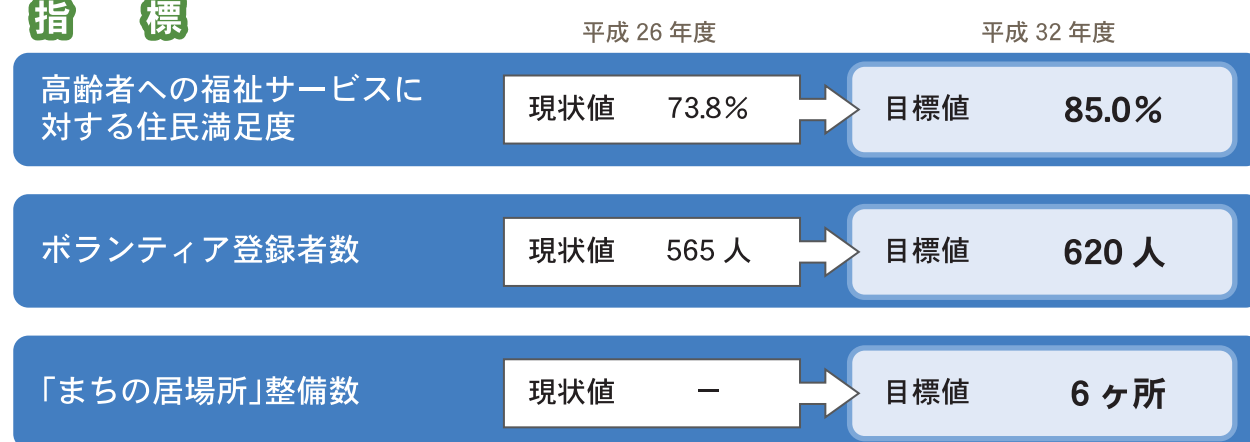 指 標
平成 26 年度 平成 32 年度
高齢者への福祉サービスに
対する住民満足度
現状値 73.8% 目標値 85.0%
ボランティア登録者数 現状値 565 人 目標値 620 人
「まちの居場所」整備数 現状値 − 目標値 6 ヶ所